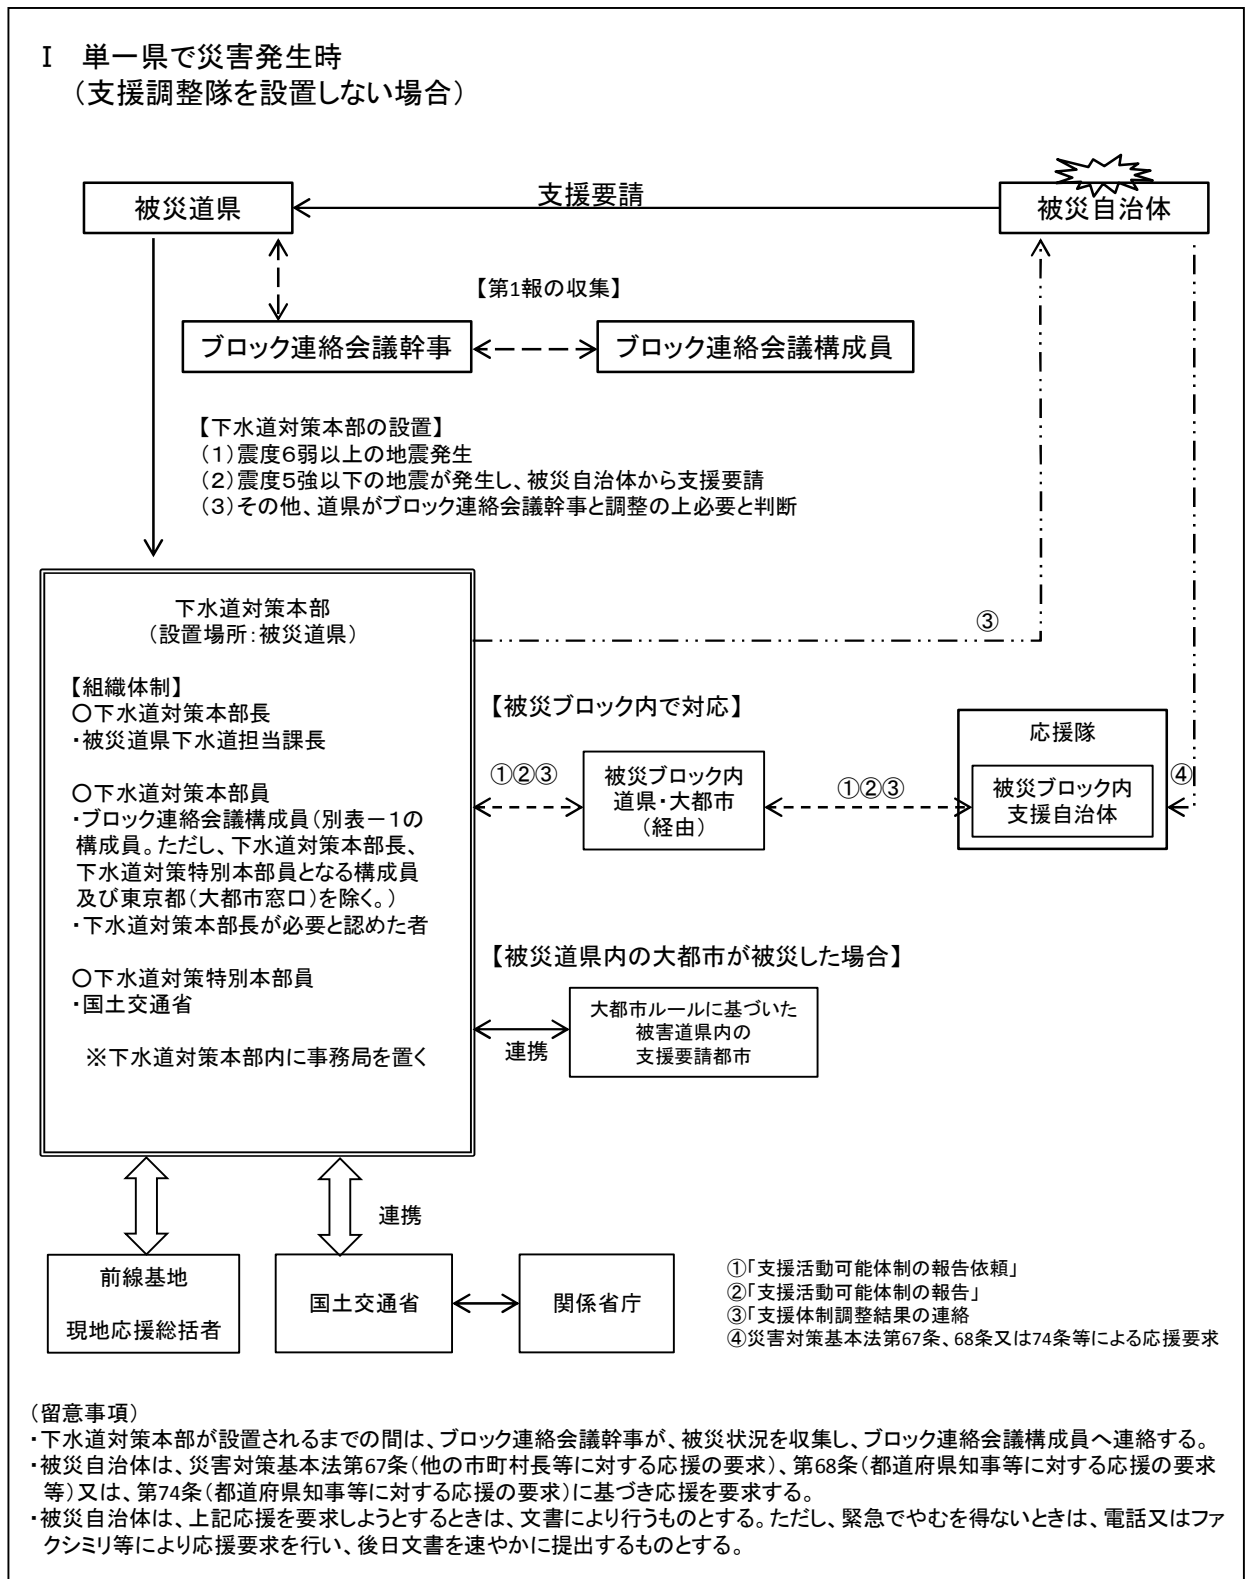 Ⅰ　単一県で災害発生時
（支援調整隊を設置しない場合）
被災道県
支援要請
被災自治体
【第1報の収集】
ブロック連絡会議幹事
ブロック連絡会議構成員
【下水道対策本部の設置】
（１）震度６弱以上の地震発生
（２）震度５強以下の地震が発生し、被災自治体から支援要請
（３）その他、道県がブロック連絡会議幹事と調整の上必要と判断
下水道対策本部
（設置場所：被災道県）
【組織体制】
○下水道対策本部長
・被災道県下水道担当課長
○下水道対策本部員
・ブロック連絡会議構成員（別表－１の
構成員。ただし、下水道対策本部長、
下水道対策特別本部員となる構成員
及び東京都（大都市窓口）を除く。）
・下水道対策本部長が必要と認めた者
○下水道対策特別本部員
・国土交通省
※下水道対策本部内に事務局を置く
③
【被災ブロック内で対応】
①②③
被災ブロック内
道県・大都市
（経由）
①②③
応援隊
被災ブロック内
支援自治体
④
【被災道県内の大都市が被災した場合】
連携
大都市ルールに基づいた
被害道県内の
支援要請都市
連携
前線基地
現地応援総括者
国土交通省
関係省庁
①「支援活動可能体制の報告依頼」
②「支援活動可能体制の報告」
③「支援体制調整結果の連絡
④災害対策基本法第67条、68条又は74条等による応援要求
（留意事項）
・下水道対策本部が設置されるまでの間は、ブロック連絡会議幹事が、被災状況を収集し、ブロック連絡会議構成員へ連絡する。
・被災自治体は、災害対策基本法第67条（他の市町村長等に対する応援の要求）、第68条（都道府県知事等に対する応援の要求
等）又は、第74条（都道府県知事等に対する応援の要求）に基づき応援を要求する。
・被災自治体は、上記応援を要求しようとするときは、文書により行うものとする。ただし、緊急でやむを得ないときは、電話又はファ
クシミリ等により応援要求を行い、後日文書を速やかに提出するものとする。